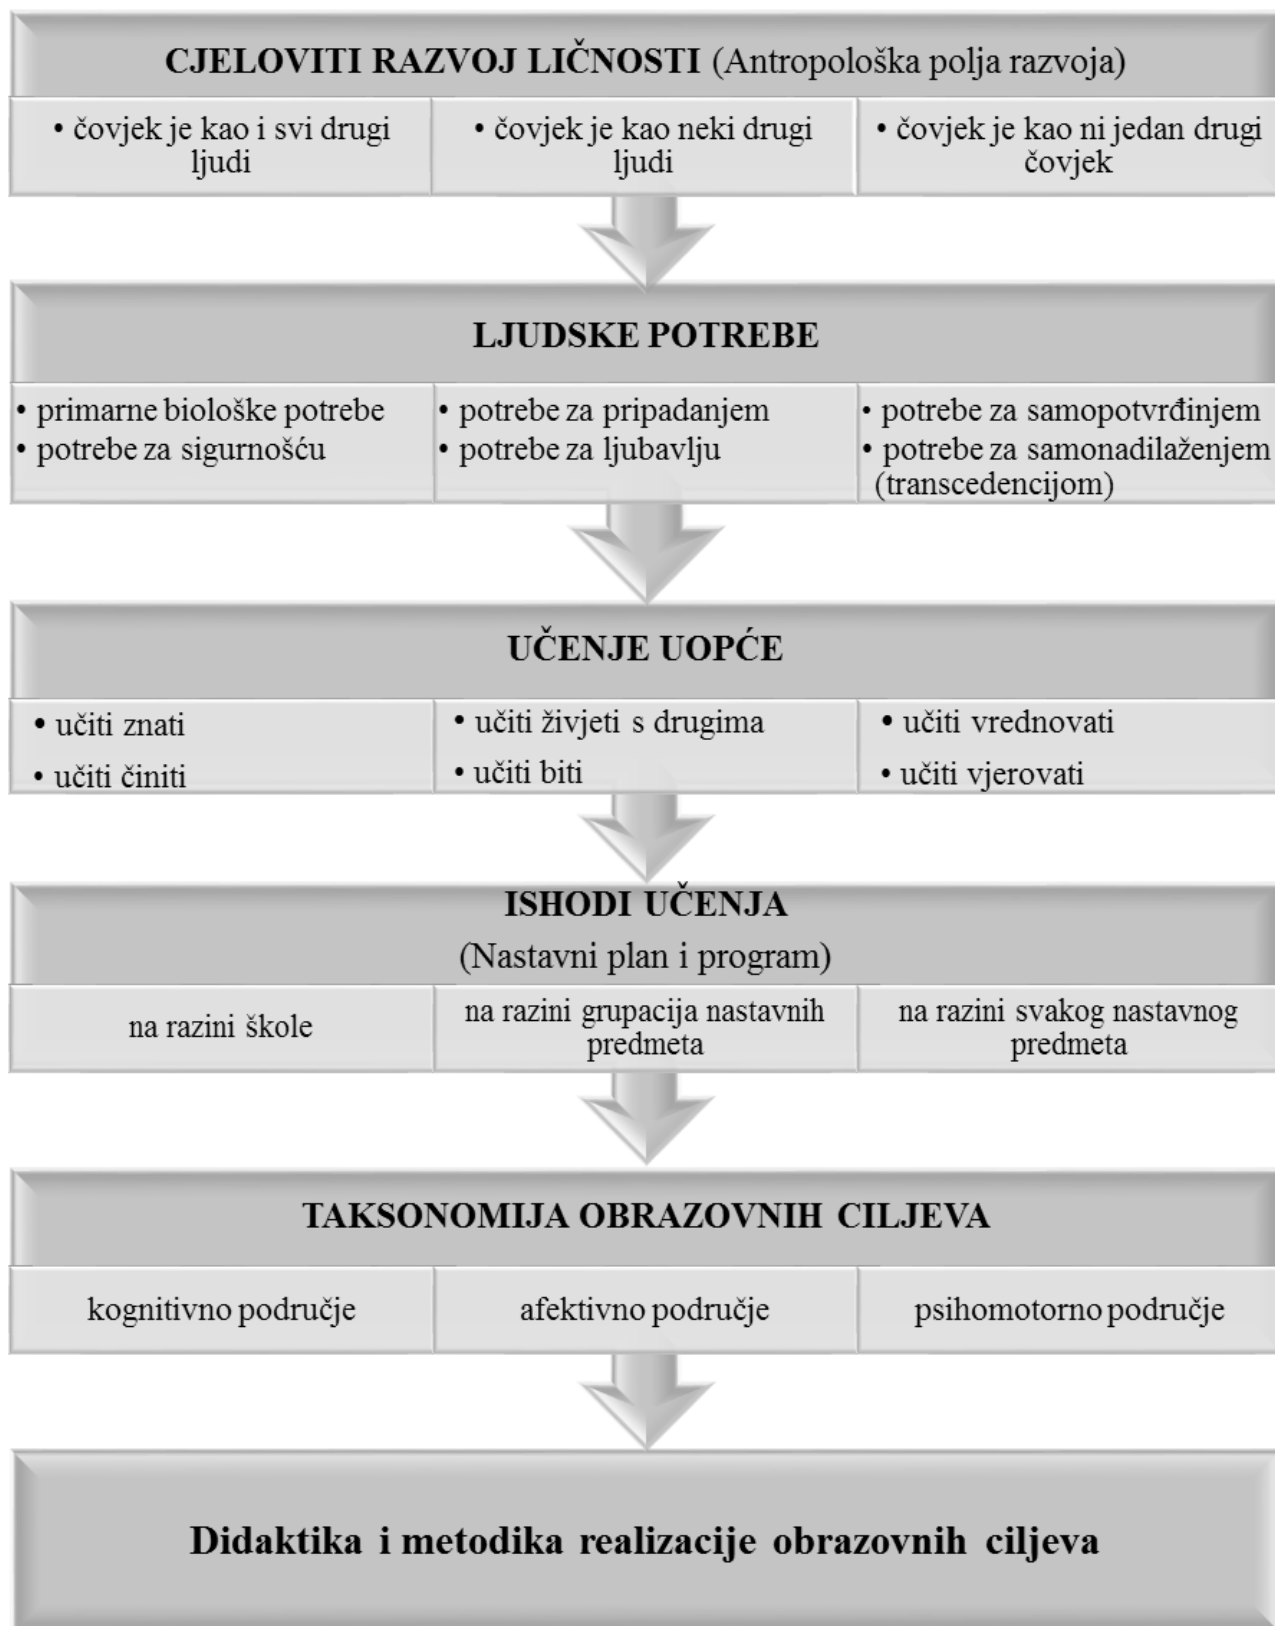 CJELOVITI RAZVOJ LIČNOSTI (Antropološka polja razvoja)
• čovjek je kao i svi drugi
ljudi
• čovjek je kao neki drugi
ljudi
• čovjek je kao ni jedan drugi
čovjek
LJUDSKE POTREBE
• primarne biološke potrebe
• potrebe za sigurnošću
• potrebe za pripadanjem
• potrebe za ljubavlju
• potrebe za samopotvrđinjem
• potrebe za samonadilaženjem
(transcedencijom)
UČENJE UOPĆE
• učiti znati
• učiti činiti
• učiti živjeti s drugima
• učiti biti
• učiti vrednovati
• učiti vjerovati
ISHODI UČENJA
(Nastavni plan i program)
na razini škole
na razini grupacija nastavnih
predmeta
na razini svakog nastavnog
predmeta
TAKSONOMIJA OBRAZOVNIH CILJEVA
kognitivno područje
afektivno područje
psihomotorno područje
Didaktika i metodika realizacije obrazovnih ciljeva